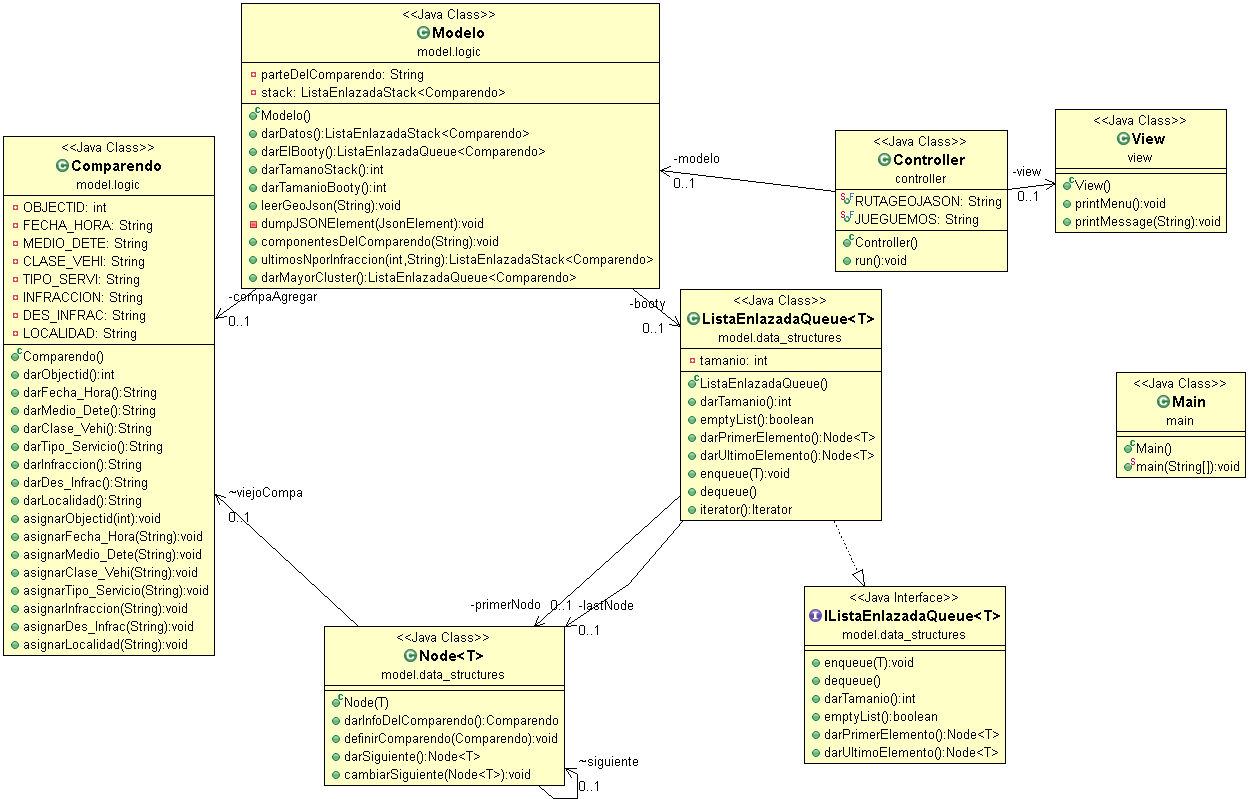 <<Java Class>>
Modelo
model.logic
parteDelComparendo: String
stack: ListaEnlazadaStack<Comparendo>
Modelo()
darDatos():ListaEnlazadaStack<Comparendo>
darElBooty():ListaEnlazadaQueue<Comparendo>
darTamanoStack():int
darTamanioBooty():int
leerGeoJson(String):void
dumpJSONElement(JsonElement):void
componentesDelComparendo(String):void
ultimosNporInfraccion(int,String):ListaEnlazadaStack<Comparendo>
darMayorCluster():ListaEnlazadaQueue<Comparendo>
<<Java Class>>
Comparendo
model.logic
OBJECTID: int
FECHA_HORA: String
MEDIO_DETE: String
CLASE_VEHI: String
TIPO_SERVI: String
INFRACCION: String
DES_INFRAC: String
LOCALIDAD: String
Comparendo()
darObjectid():int
darFecha_Hora():String
darMedio_Dete():String
darClase_Vehi():String
darTipo_Servicio():String
darInfraccion():String
darDes_Infrac():String
darLocalidad():String
asignarObjectid(int):void
asignarFecha_Hora(String):void
asignarMedio_Dete(String):void
asignarClase_Vehi(String):void
asignarTipo_Servicio(String):void
asignarInfraccion(String):void
asignarDes_Infrac(String):void
asignarLocalidad(String):void
-compaAgregar
0..1
-booty
0..1
-modelo
0..1
<<Java Class>>
Controller
controller
RUTAGEOJASON: String
JUEGUEMOS: String
Controller()
run():void
-view
0..1
<<Java Class>>
View
view
View()
printMenu():void
printMessage(String):void
<<Java Class>>
ListaEnlazadaQueue<T>
model.data_structures
tamanio: int
ListaEnlazadaQueue()
darTamanio():int
emptyList():boolean
darPrimerElemento():Node<T>
darUltimoElemento():Node<T>
enqueue(T):void
dequeue()
iterator():Iterator
<<Java Class>>
Main
main
Main()
main(String[]):void
~viejoCompa
0..1
-primerNodo
0..1
-lastNode
0..1
<<Java Class>>
Node<T>
model.data_structures
Node(T)
darInfoDelComparendo():Comparendo
definirComparendo(Comparendo):void
darSiguiente():Node<T>
cambiarSiguiente(Node<T>):void
~siguiente
0..1
<<Java Interface>>
IListaEnlazadaQueue<T>
model.data_structures
enqueue(T):void
dequeue()
darTamanio():int
emptyList():boolean
darPrimerElemento():Node<T>
darUltimoElemento():Node<T>